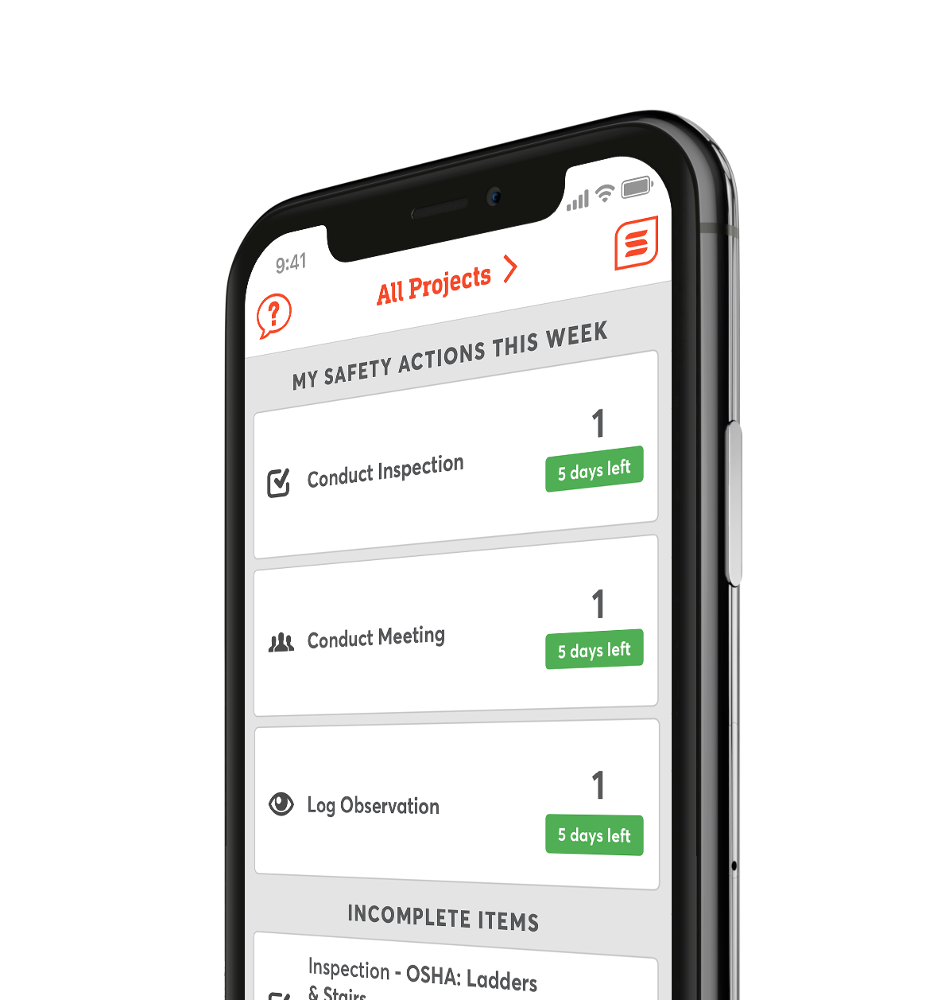 9:41
?
All Projects
MY SAFETY ACTIONS THIS WEEK
1
Conduct Inspection
5 days left
1
Conduct Meeting
5 days left
1
Log Observation
5 days left
INCOMPLETE ITEMS
Inspection - OSHA: Ladders
& Stairs